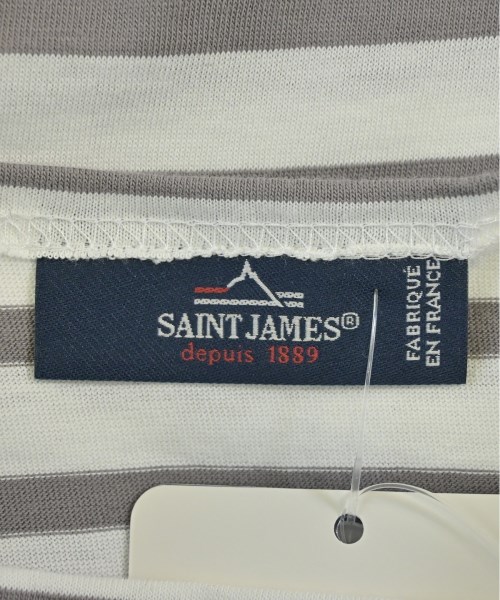 SAINT JAMES®
depuis 1889
FABRIQUÉ
EN FRANCE